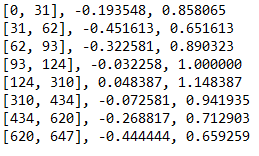 [0, 31], -0.193548, 0.858065
[31, 62], -0.451613, 0.651613
[62, 93], -0.322581, 0.890323
[93, 124], -0.032258, 1.000000
[124, 310], 0.048387, 1.148387
[310, 434], -0.072581, 0.941935
[434, 620], -0.268817, 0.712903
[620, 647], -0.444444, 0.659259